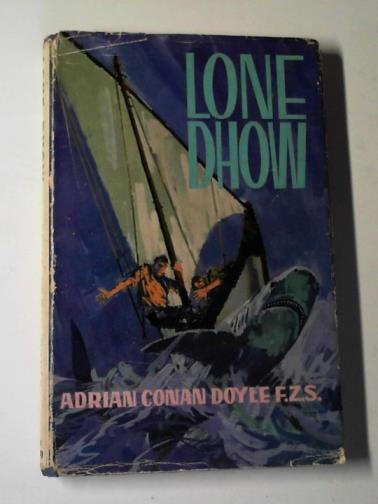 LONE
DHOW
ADRIAN CONAN DOYLE F.Z.S.